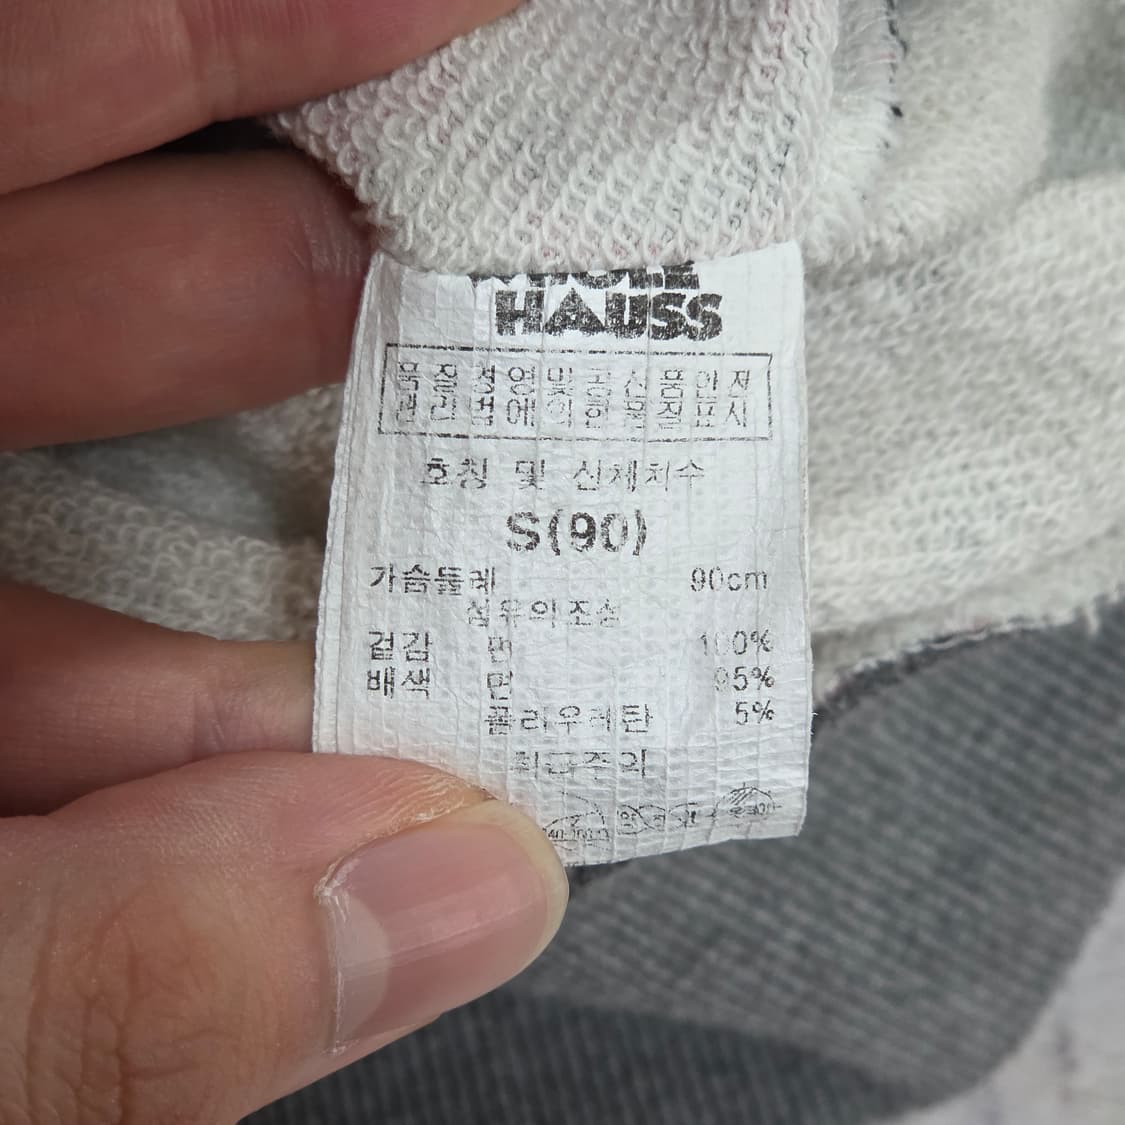 HAUSS
품질경영및공산품안전
관리법에의한품질표시
호칭 및 신체치수
S(90)
가슴둘레 90cm
섬유의조성
겉감 면 100%
배색 면 95%
폴리우레탄 5%
취급주의